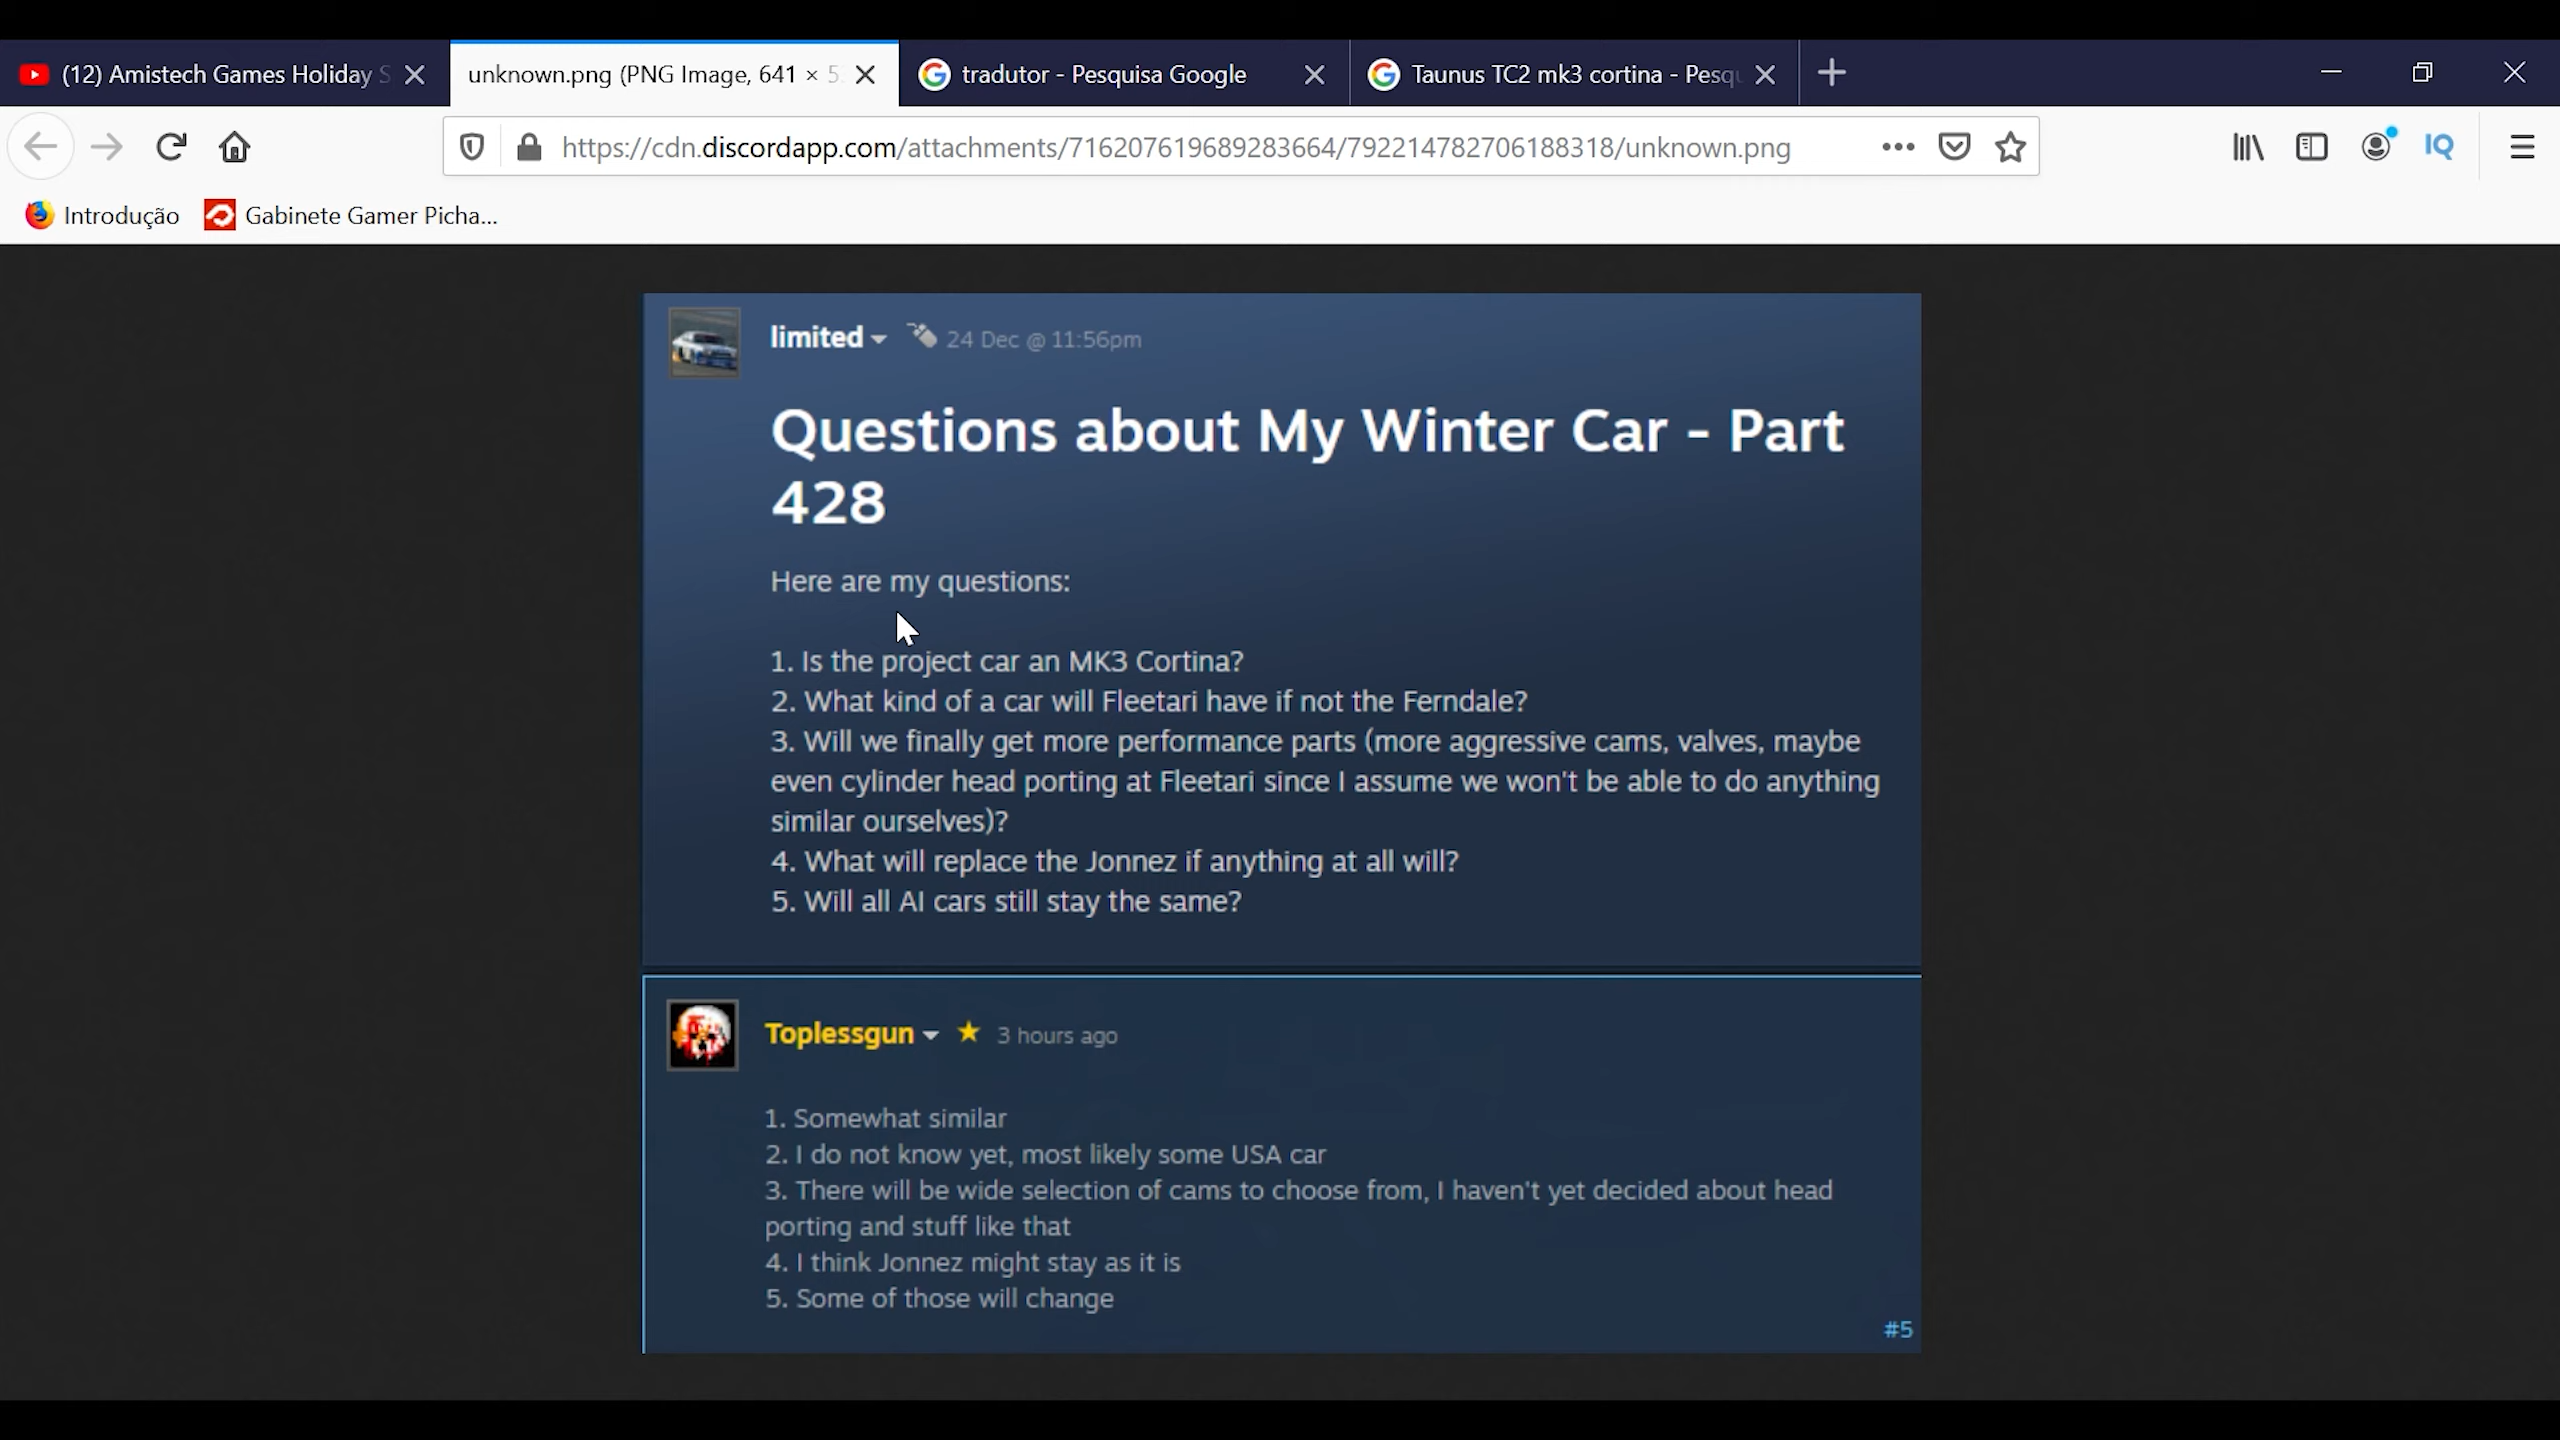 (12) Amistech Games Holiday S
unknown.png (PNG Image, 641 × 5
tradutor - Pesquisa Google
Taunus TC2 mk3 cortina - Pesqu
https://cdn.discordapp.com/attachments/716207619689283664/792214782706188318/unknown.png
IQ
Introdução
Gabinete Gamer Picha...
limited
24 Dec @ 11:56pm
Questions about My Winter Car - Part
428
Here are my questions:
1. Is the project car an MK3 Cortina?
2. What kind of a car will Fleetari have if not the Ferndale?
3. Will we finally get more performance parts (more aggressive cams, valves, maybe
even cylinder head porting at Fleetari since I assume we won't be able to do anything
similar ourselves)?
4. What will replace the Jonnez if anything at all will?
5. Will all AI cars still stay the same?
Toplessgun
3 hours ago
1. Somewhat similar
2. I do not know yet, most likely some USA car
3. There will be wide selection of cams to choose from, I haven't yet decided about head
porting and stuff like that
4. I think Jonnez might stay as it is
5. Some of those will change
#5